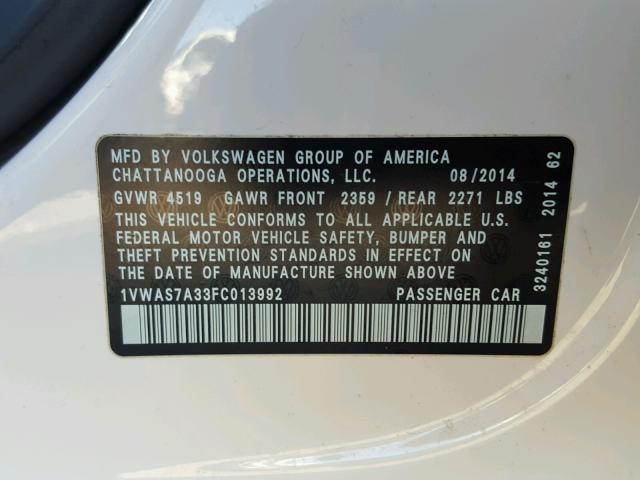 MFD BY VOLKSWAGEN GROUP OF AMERICA
CHATTANOOGA OPERATIONS, LLC. 08/2014
GVWR 4519 GAWR FRONT 2359 / REAR 2271 LBS
THIS VEHICLE CONFORMS TO ALL APPLICABLE U.S.
FEDERAL MOTOR VEHICLE SAFETY, BUMPER AND
THEFT PREVENTION STANDARDS IN EFFECT ON
THE DATE OF MANUFACTURE SHOWN ABOVE
1VWAS7A33FC013992 PASSENGER CAR
3240161 2014 62